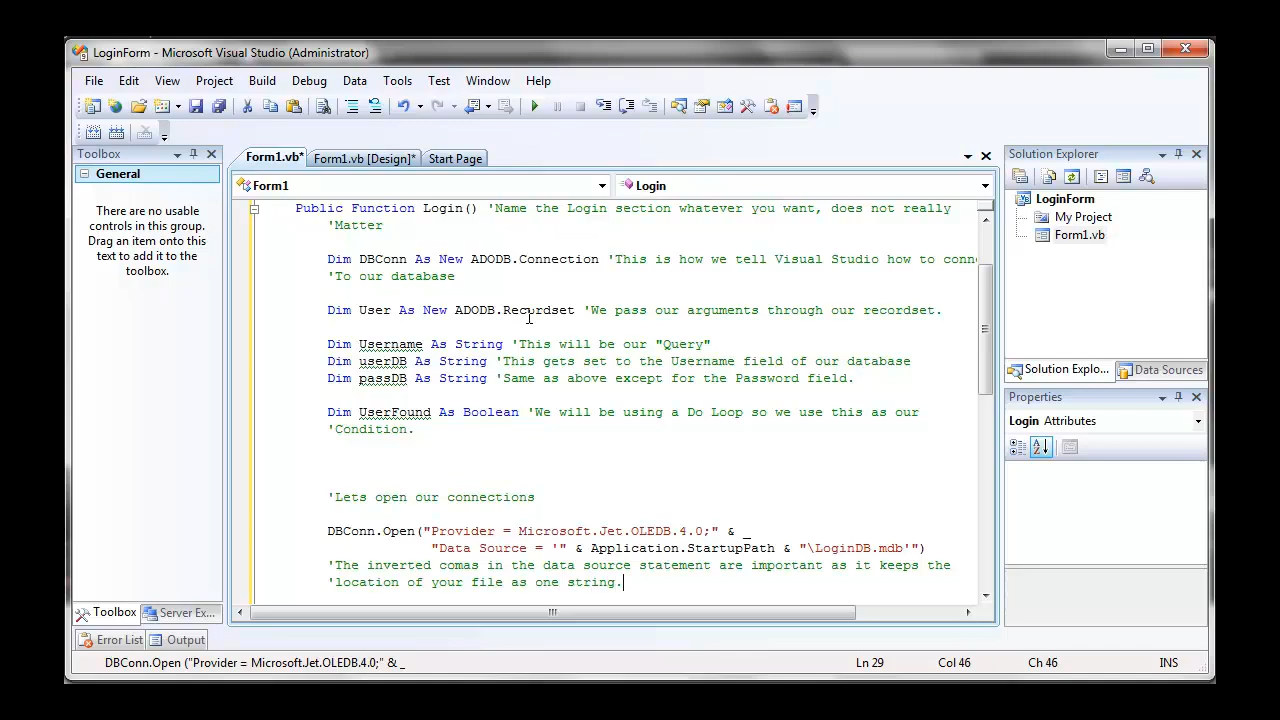 LoginForm - Microsoft Visual Studio (Administrator)
File Edit View Project Build Debug Data Tools Test Window Help
Toolbox
General
There are no usable
controls in this group.
Drag an item onto this
text to add it to the
toolbox.
Form1.vb* Form1.vb [Design]* Start Page
Form1 Login
Public Function Login() 'Name the Login section whatever you want, does not really
'Matter
Dim DBConn As New ADODB.Connection 'This is how we tell Visual Studio how to conn
'To our database
Dim User As New ADODB.Recordset 'We pass our arguments through our recordset.
Dim Username As String 'This will be our "Query"
Dim userDB As String 'This gets set to the Username field of our database
Dim passDB As String 'Same as above except for the Password field.
Dim UserFound As Boolean 'We will be using a Do Loop so we use this as our
'Condition.
'Lets open our connections
DBConn.Open("Provider = Microsoft.Jet.OLEDB.4.0;" & _
"Data Source = '" & Application.StartupPath & "\LoginDB.mdb'")
'The inverted comas in the data source statement are important as it keeps the
'location of your file as one string.
Solution Explorer
LoginForm
My Project
Form1.vb
Solution Explo... Data Sources
Properties
Login Attributes
Toolbox Server Ex...
Error List Output
DBConn.Open ("Provider = Microsoft.Jet.OLEDB.4.0;" & _ Ln 29 Col 46 Ch 46 INS